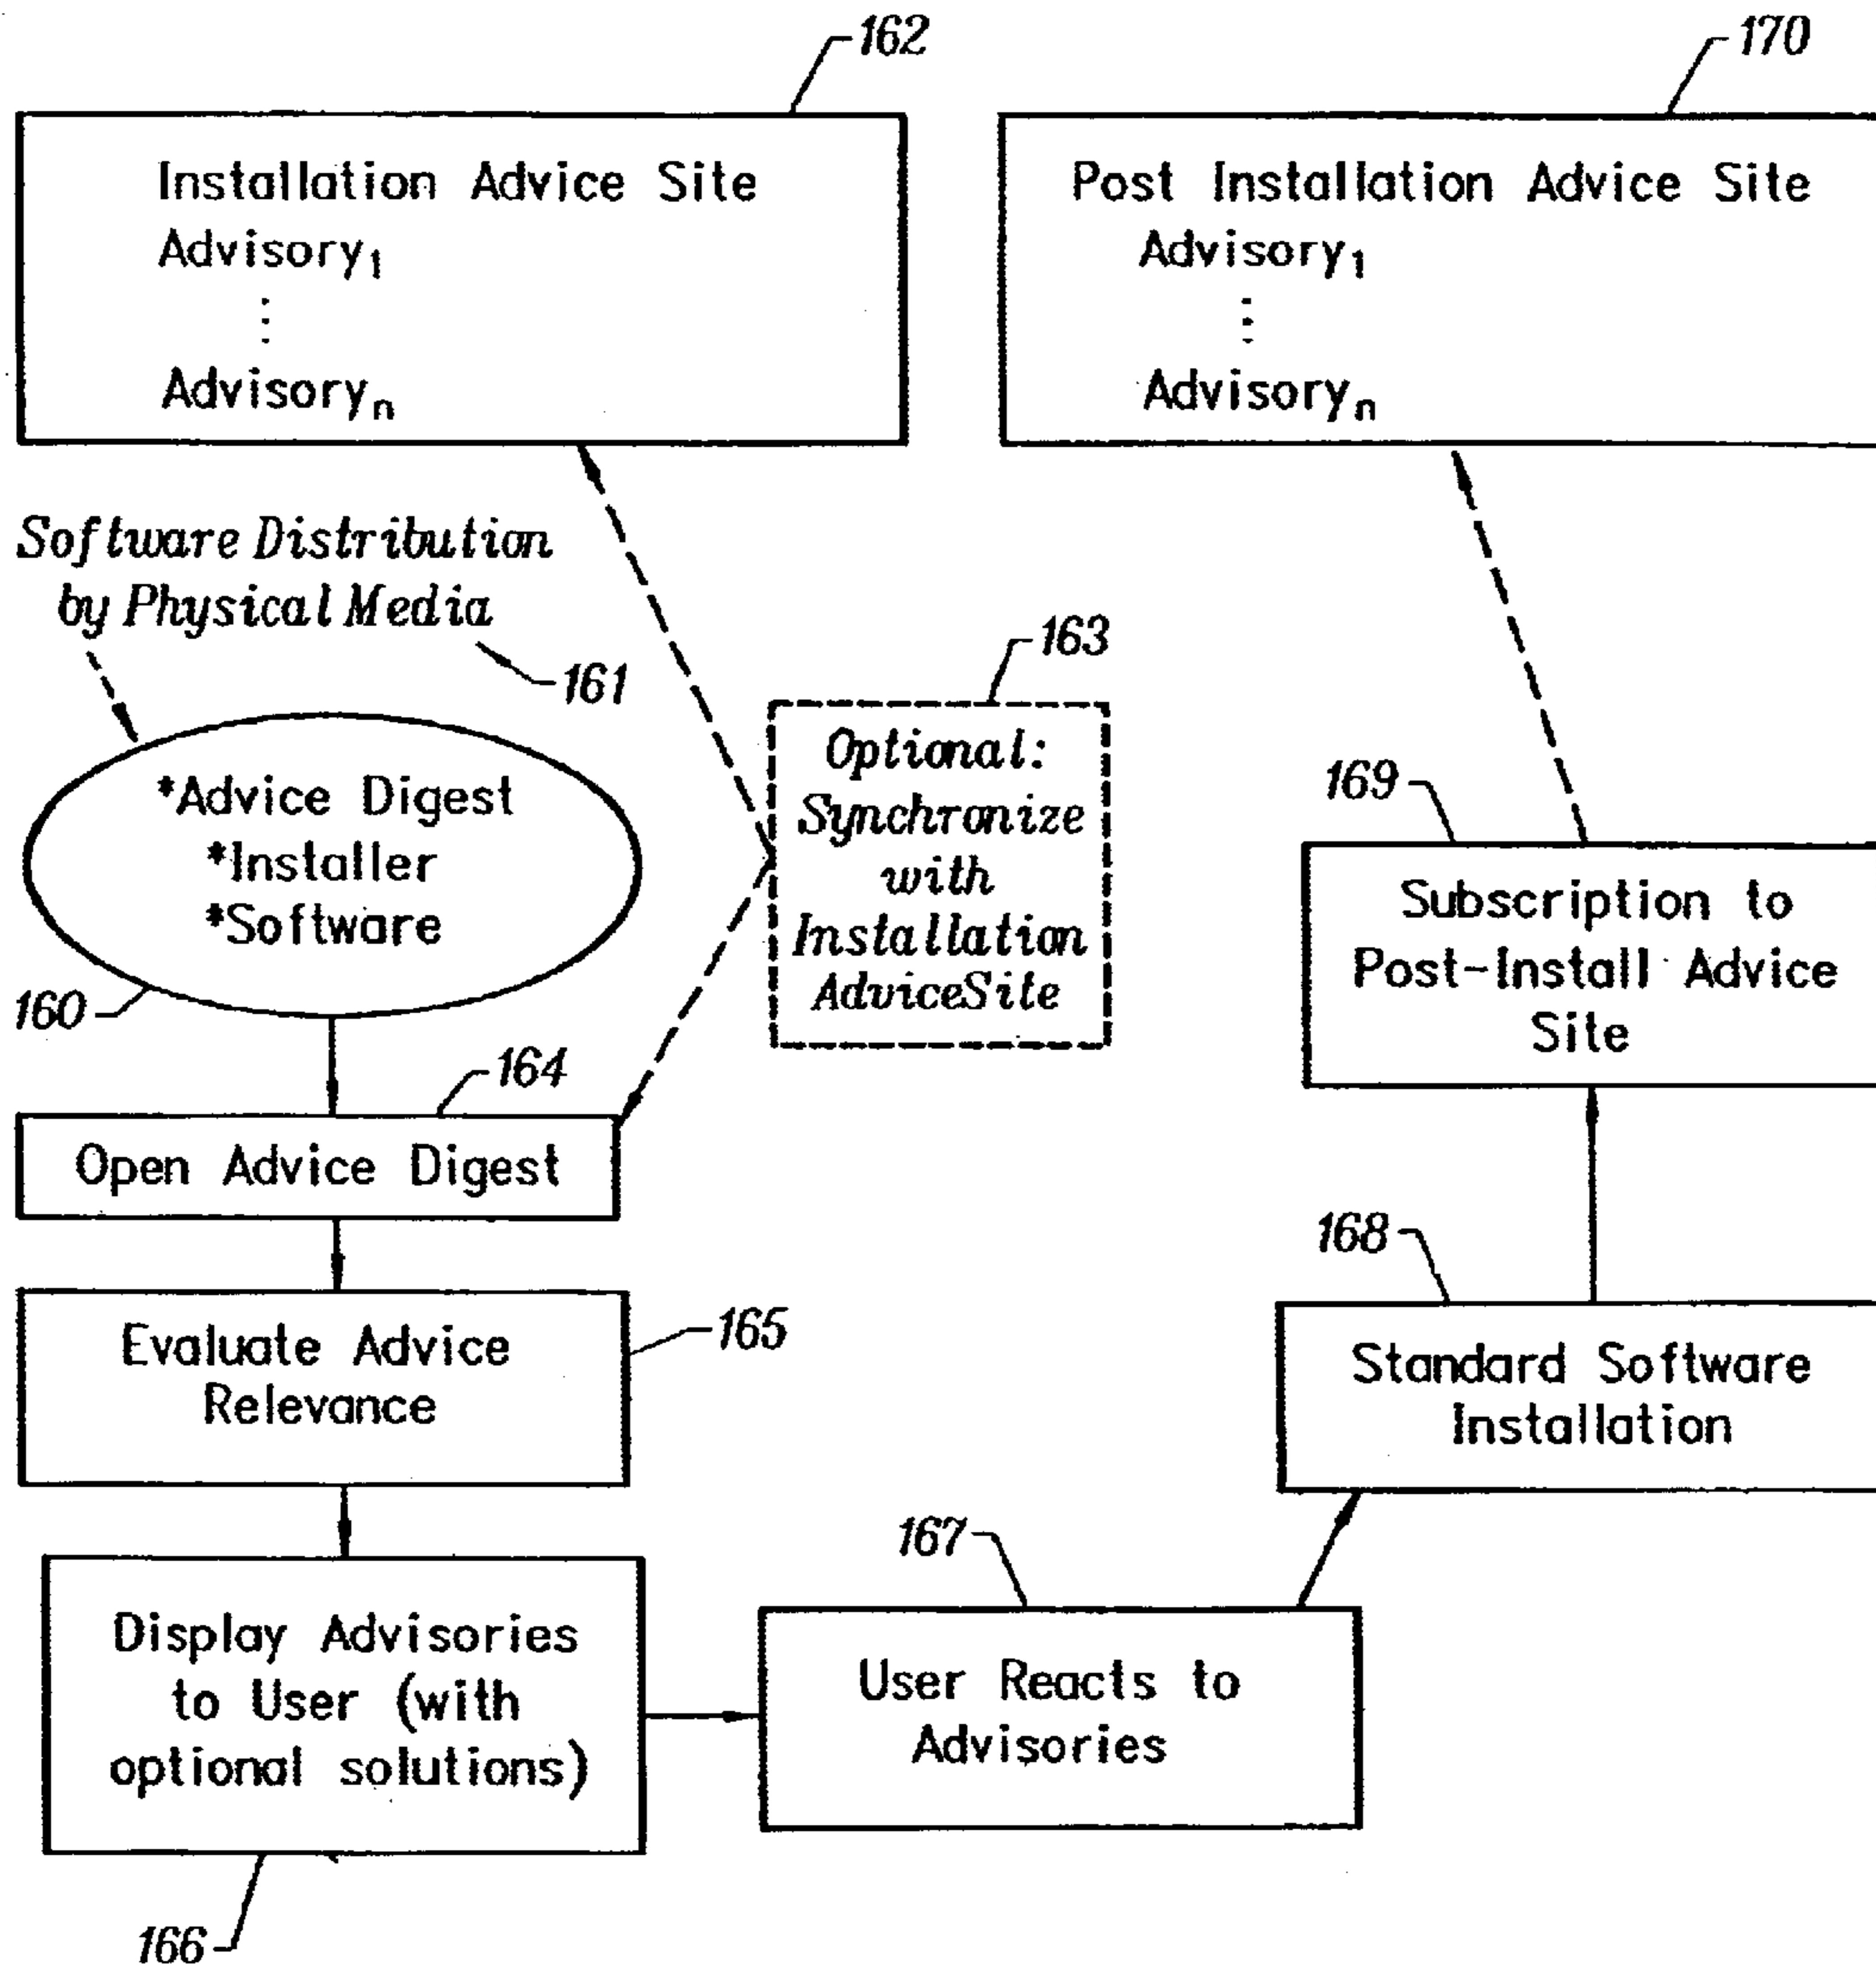 162
Installation Advice Site
Advisory1
Advisoryn
170
Post Installation Advice Site
Advisory1
Advisoryn
Software Distribution
by Physical Media
161
*Advice Digest
*Installer
*Software
160
163
Optional:
Synchronize
with
Installation
AdviceSite
164
Open Advice Digest
165
Evaluate Advice
Relevance
Display Advisories
to User (with
optional solutions)
166
167
User Reacts to
Advisories
168
Standard Software
Installation
169
Subscription to
Post-Install Advice
Site